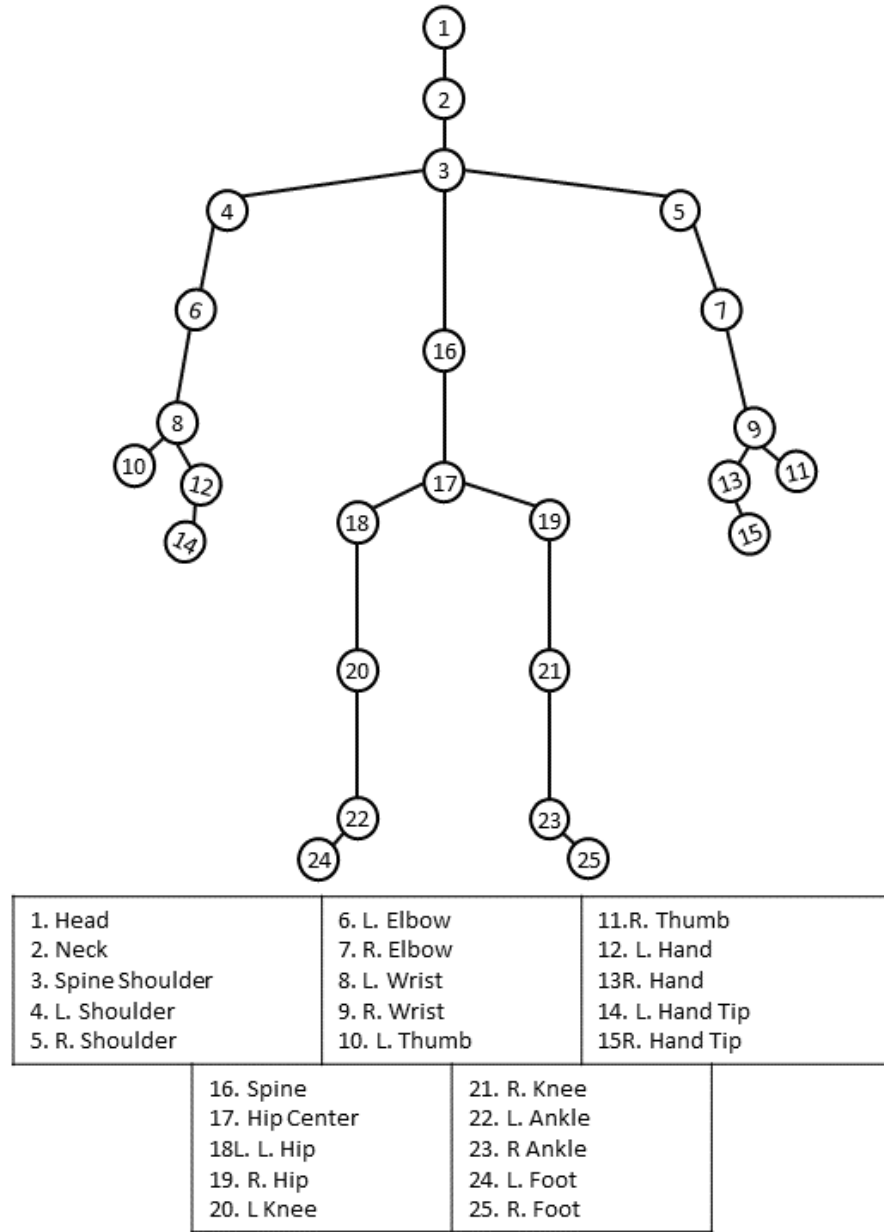 1
2
3
4
5
6
7
16
8
9
10
12
13
11
17
14
15
18
19
20
21
22
23
24
25
1. Head
2. Neck
3. Spine Shoulder
4. L. Shoulder
5. R. Shoulder
6. L. Elbow
7. R. Elbow
8. L. Wrist
9. R. Wrist
10. L. Thumb
11.R. Thumb
12. L. Hand
13R. Hand
14. L. Hand Tip
15R. Hand Tip
16. Spine
17. Hip Center
18L. L. Hip
19. R. Hip
20. L Knee
21. R. Knee
22. L. Ankle
23. R Ankle
24. L. Foot
25. R. Foot